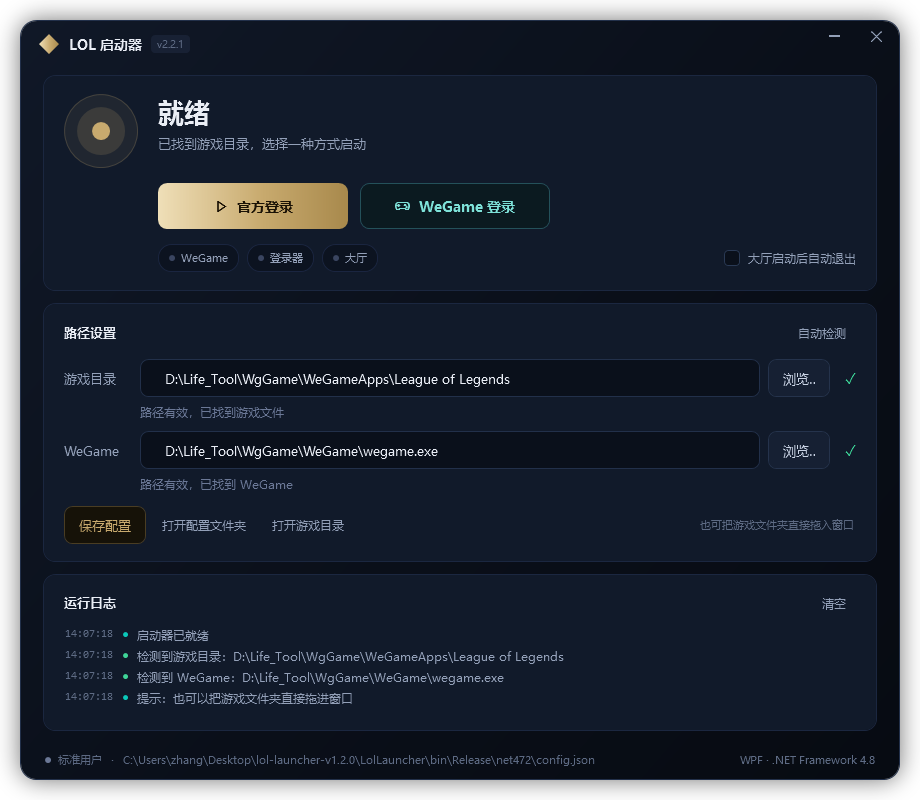 LOL 启动器 v2.2.1
就绪
已找到游戏目录，选择一种方式启动
官方登录
WeGame 登录
WeGame
登录器
大厅
大厅启动后自动退出
路径设置
自动检测
游戏目录
D:\Life_Tool\WgGame\WeGameApps\League of Legends
浏览..
路径有效，已找到游戏文件
WeGame
D:\Life_Tool\WgGame\WeGame\wegame.exe
浏览..
路径有效，已找到 WeGame
保存配置
打开配置文件夹
打开游戏目录
也可把游戏文件夹直接拖入窗口
运行日志
清空
14:07:18 启动器已就绪
14:07:18 检测到游戏目录：D:\Life_Tool\WgGame\WeGameApps\League of Legends
14:07:18 检测到 WeGame：D:\Life_Tool\WgGame\WeGame\wegame.exe
14:07:18 提示：也可以把游戏文件夹直接拖进窗口
标准用户 · C:\Users\zhang\Desktop\lol-launcher-v1.2.0\LolLauncher\bin\Release\net472\config.json
WPF · .NET Framework 4.8